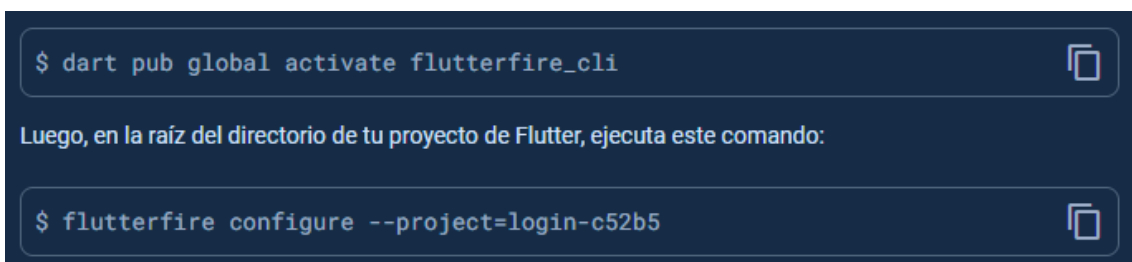 $ dart pub global activate flutterfire_cli
Luego, en la raíz del directorio de tu proyecto de Flutter, ejecuta este comando:
$ flutterfire configure --project=login-c52b5